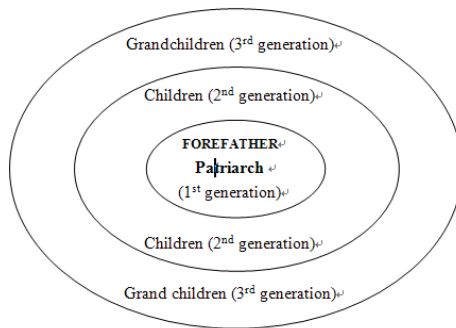 Grandchildren (3rd generation)↵
Children (2nd generation)↵
FOREFATHER↵
Patriarch ↵
(1st generation)↵
Children (2nd generation)↵
Grand children (3rd generation)↵